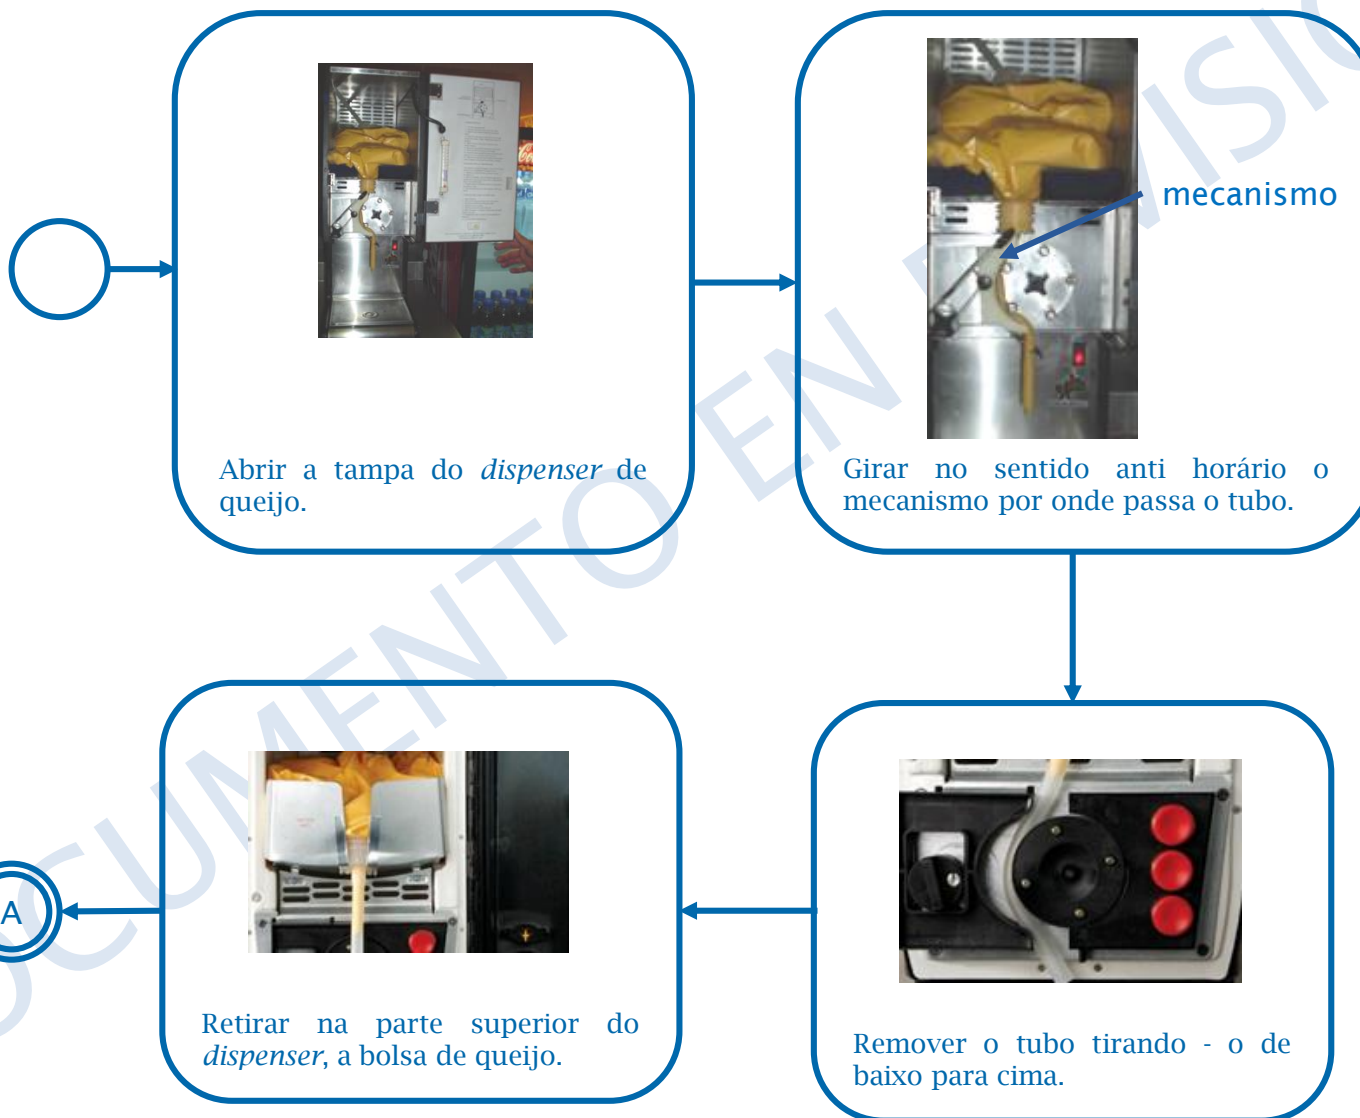 mecanismo
Abrir a tampa do dispenser de
queijo.
Girar no sentido anti horário o
mecanismo por onde passa o tubo.
Remover o tubo tirando - o de
baixo para cima.
Retirar na parte superior do
dispenser, a bolsa de queijo.
A
DOCUMENTO EN